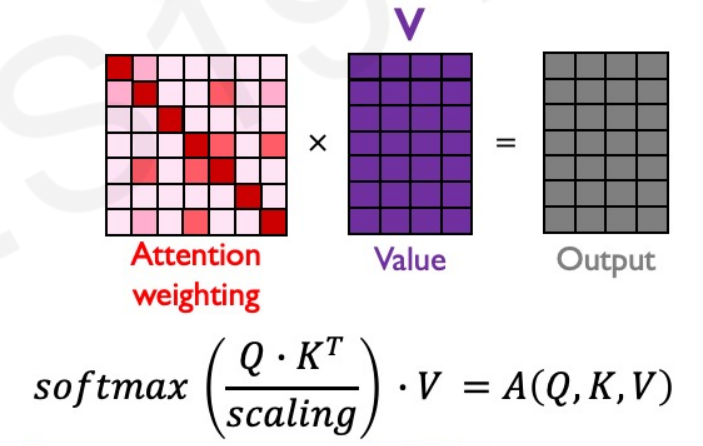 V
×
=
Attention weighting
Value
Output
softmax (Q · K^T / scaling) · V = A(Q, K, V)